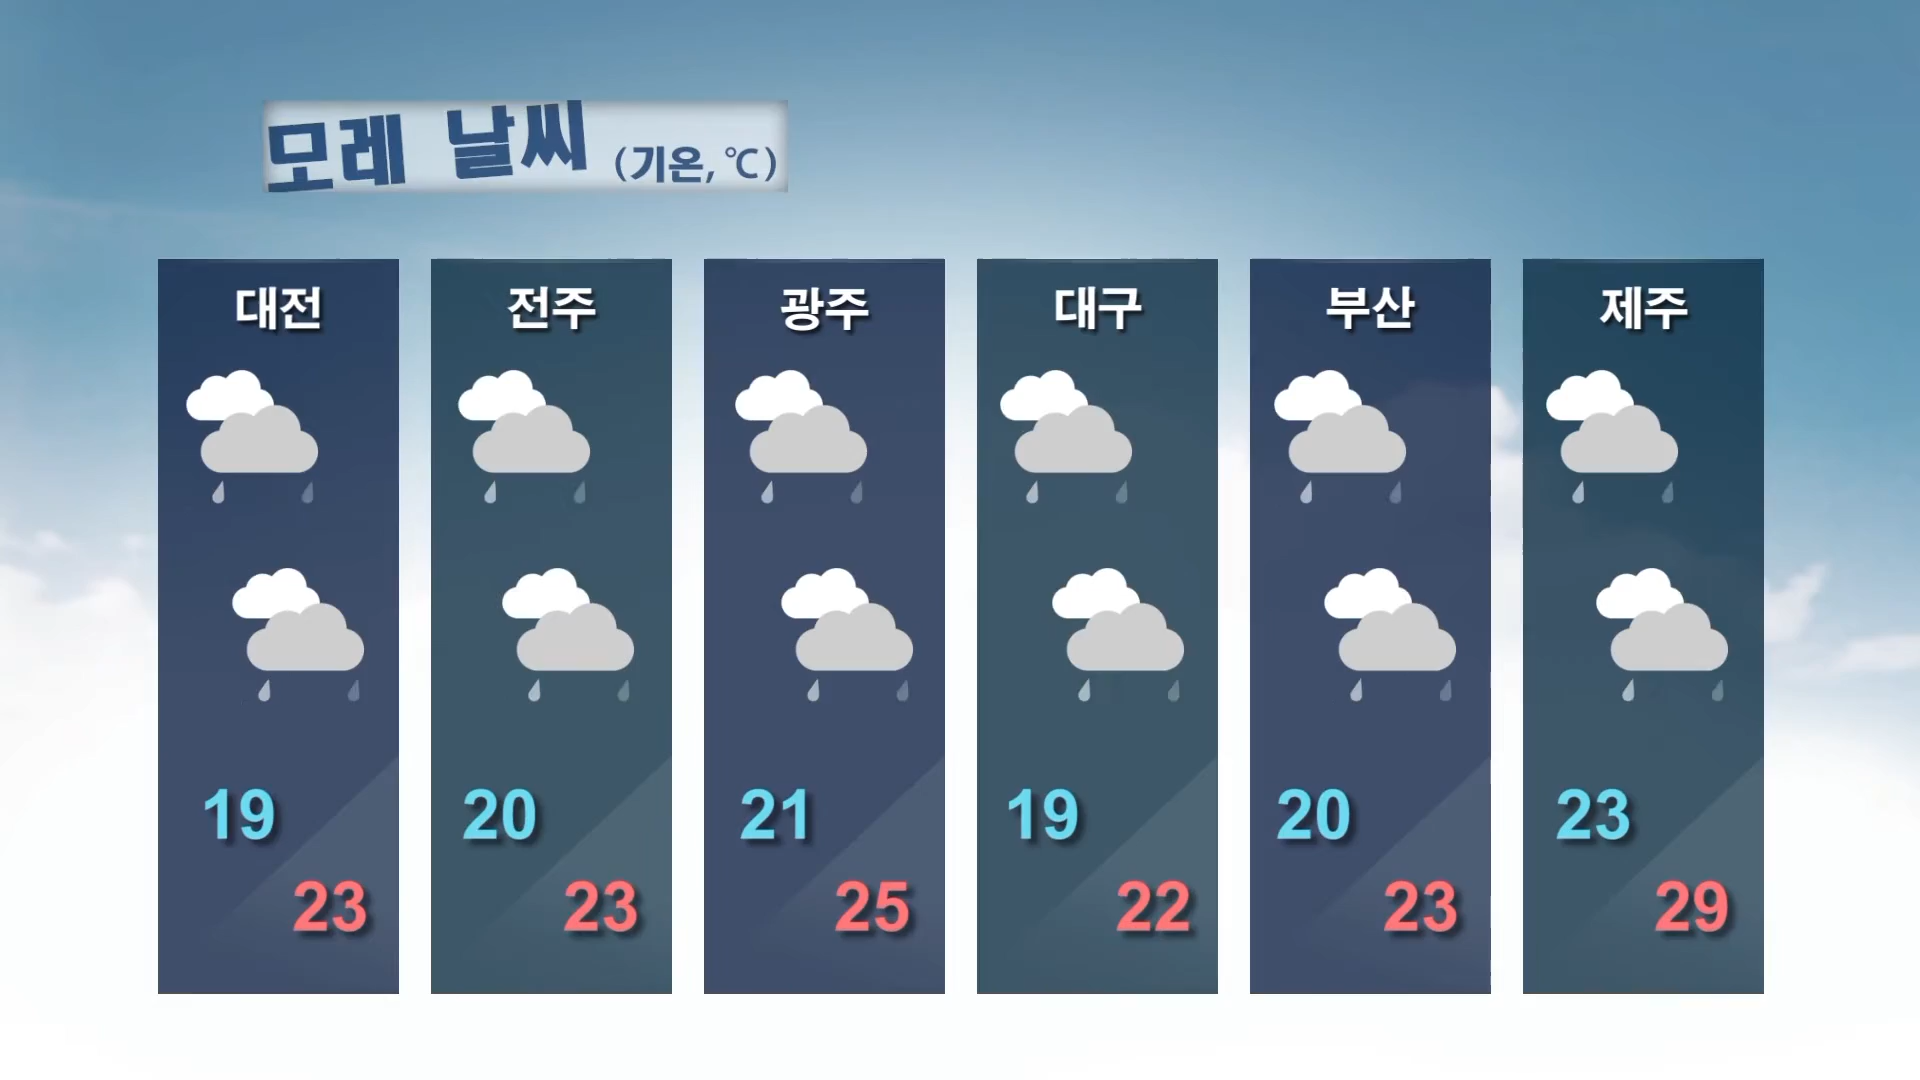 모레 날씨 (기온, ℃)
대전 전주 광주 대구 부산 제주
19 20 21 19 20 23
23 23 25 22 23 29